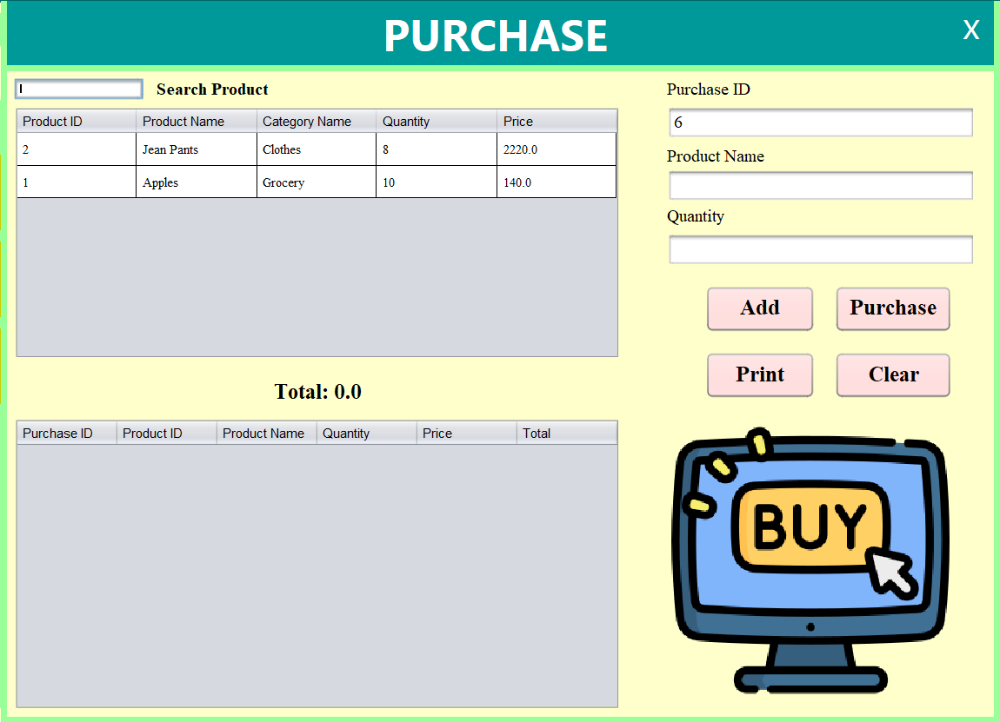 PURCHASE
X
Search Product
Product ID Product Name Category Name Quantity Price
2 Jean Pants Clothes 8 2220.0
1 Apples Grocery 10 140.0
Total: 0.0
Purchase ID Product ID Product Name Quantity Price Total
Purchase ID
6
Product Name
Quantity
Add Purchase
Print Clear
BUY